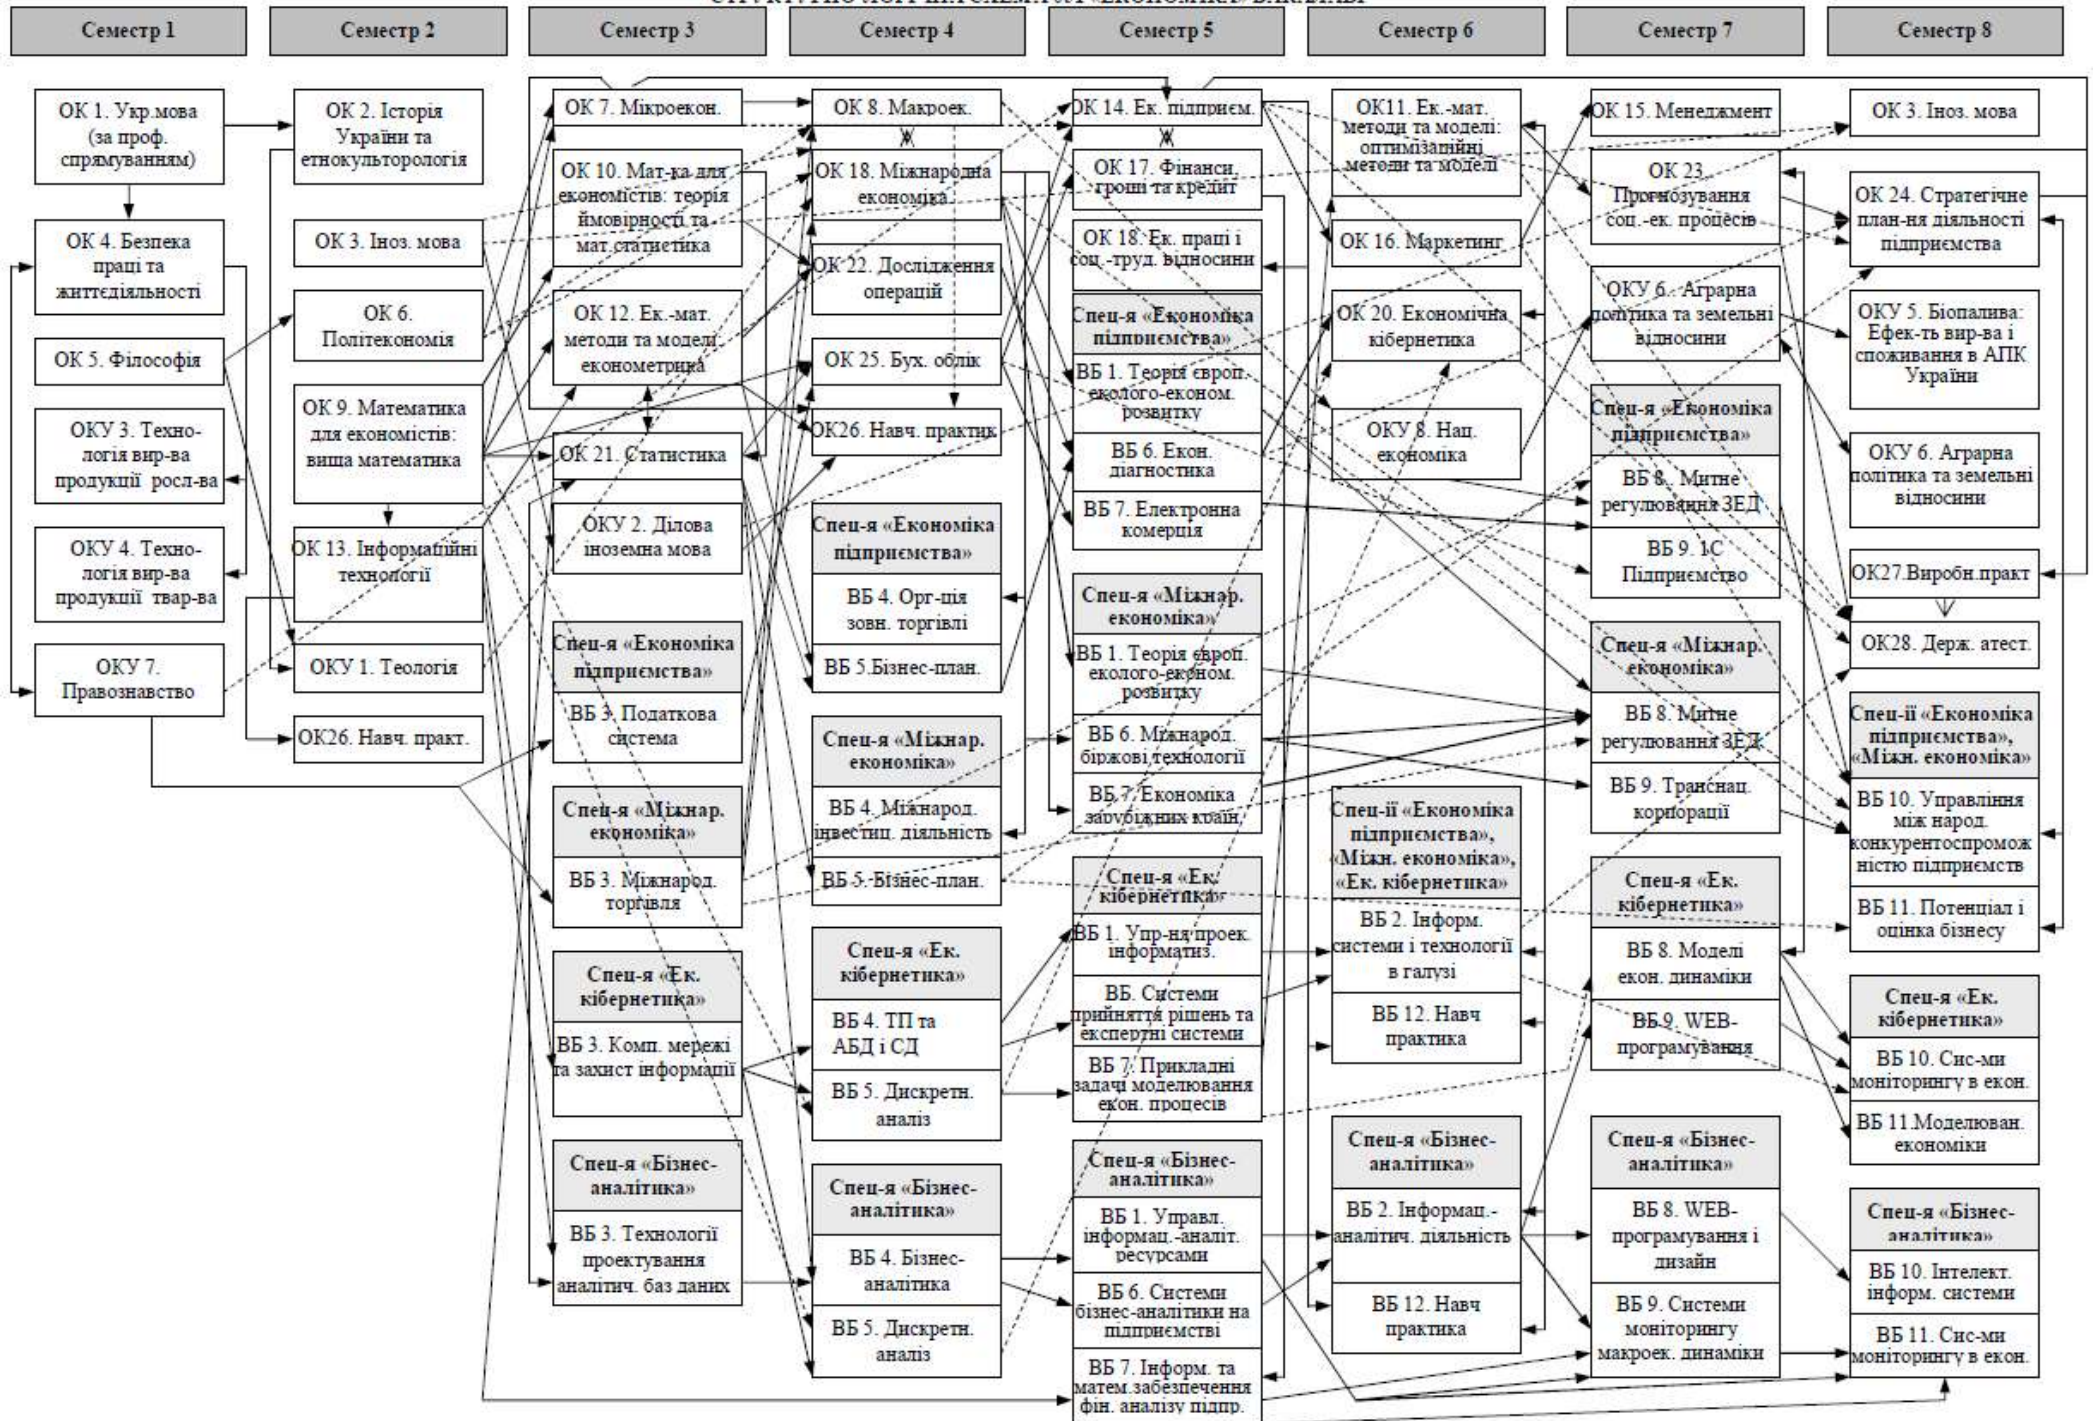 Семестр 1
Семестр 2
Семестр 3
Семестр 4
Семестр 5
Семестр 6
Семестр 7
Семестр 8
ОК 1. Укр.мова
(за проф.
спрямуванням)
ОК 4. Безпека
праці та
життєдіяльності
ОК 5. Філософія
ОКУ 3. Техно-
логія вир-ва
продукції росл-ва
ОКУ 4. Техно-
логія вир-ва
продукції твар-ва
ОКУ 7.
Правознавство
ОК 2. Історія
України та
етнокульторологія
ОК 3. Іноз. мова
ОК 6.
Політекономія
ОК 9. Математика
для економістів:
вища математика
ОК 13. Інформаційні
технології
ОКУ 1. Теологія
ОК26. Навч. практ.
ОК 7. Мікроекон.
ОК 10. Мат-ка для
економістів: теорія
ймовірності та
мат.статистика
ОК 12. Ек.-мат.
методи та моделі:
економетрика
ОК 21. Статистика
ОКУ 2. Ділова
іноземна мова
Спец-я «Економіка
підприємства»
ВБ 3. Податкова
система
Спец-я «Міжнар.
економіка»
ВБ 3. Міжнарод.
торгівля
Спец-я «Ек.
кібернетика»
ВБ 3. Комп. мережі
та захист інформації
Спец-я «Бізнес-
аналітика»
ВБ 3. Технології
проектування
аналітич. баз даних
ОК 8. Макроек.
ОК 18. Міжнародна
економіка
ОК 22. Дослідження
операцій
ОК 25. Бух. облік
ОК26. Навч. практик
Спец-я «Економіка
підприємства»
ВБ 4. Орг-ція
зовн. торгівлі
ВБ 5.Бізнес-план.
Спец-я «Міжнар.
економіка»
ВБ 4. Міжнарод.
інвестиц. діяльність
ВБ 5. Бізнес-план.
Спец-я «Ек.
кібернетика»
ВБ 4. ТП та
АБД і СД
ВБ 5. Дискретн.
аналіз
Спец-я «Бізнес-
аналітика»
ВБ 4. Бізнес-
аналітика
ВБ 5. Дискретн.
аналіз
ОК 14. Ек. підприєм.
ОК 17. Фінанси,
гроші та кредит
ОК 18. Ек. праці і
соц.-труд. відносини
Спец-я «Економіка
підприємства»
ВБ 1. Теорія європ.
еколого-економ.
розвитку
ВБ 6. Екон.
діагностика
ВБ 7. Електронна
комерція
Спец-я «Міжнар.
економіка»
ВБ 1. Теорія європ.
еколого-економ.
розвитку
ВБ 6. Міжнарод.
біржові технології
ВБ 7. Економіка
зарубіжних країн
Спец-я «Ек.
кібернетика»
ВБ 1. Упр-ня проек.
інформатиз.
ВБ. Системи
прийняття рішень та
експертні системи
ВБ 7. Прикладні
задачі моделювання
екон. процесів
Спец-я «Бізнес-
аналітика»
ВБ 1. Управл.
інформац.-аналіт.
ресурсами
ВБ 6. Системи
бізнес-аналітики на
підприємстві
ВБ 7. Інформ. та
матем.забезпечення
фін. аналізу підпр.
ОК11. Ек.-мат.
методи та моделі:
оптимізаційні
методи та моделі
ОК 16. Маркетинг
ОК 20. Економічна
кібернетика
ОКУ 8. Нац.
економіка
Спец-ії «Економіка
підприємства»,
«Міжн. економіка»,
«Ек. кібернетика»
ВБ 2. Інформ.
системи і технології
в галузі
ВБ 12. Навч
практика
Спец-я «Бізнес-
аналітика»
ВБ 2. Інформац.-
аналітич. діяльність
ВБ 12. Навч
практика
ОК 15. Менеджмент
ОК 23.
Прогнозування
соц.-ек. процесів
ОКУ 6.. Аграрна
політика та земельні
відносини
Спец-я «Економіка
підприємства»
ВБ 8.. Митне
регулювання ЗЕД
ВБ 9. 1С
Підприємство
Спец-я «Міжнар.
економіка»
ВБ 8. Митне
регулювання ЗЕД.
ВБ 9. Транснац.
корпорації
Спец-я «Ек.
кібернетика»
ВБ 8. Моделі
екон. динаміки
ВБ 9. WEB-
програмування
Спец-я «Бізнес-
аналітика»
ВБ 8. WEB-
програмування і
дизайн
ВБ 9. Системи
моніторингу
макроек. динаміки
ОК 3. Іноз. мова
ОК 24. Стратегічне
план-ня діяльності
підприємства
ОКУ 5. Біопалива:
Ефек-ть вир-ва і
споживання в АПК
України
ОКУ 6. Аграрна
політика та земельні
відносини
ОК27.Виробн.практ
ОК28. Держ. атест.
Спец-ії «Економіка
підприємства»,
«Міжн. економіка»
ВБ 10. Управління
між народ.
конкурентоспромож
ністю підприємств
ВБ 11. Потенціал і
оцінка бізнесу
Спец-я «Ек.
кібернетика»
ВБ 10. Сис-ми
моніторингу в екон.
ВБ 11.Моделюван.
економіки
Спец-я «Бізнес-
аналітика»
ВБ 10. Інтелект.
інформ. системи
ВБ 11. Сис-ми
моніторингу в екон.